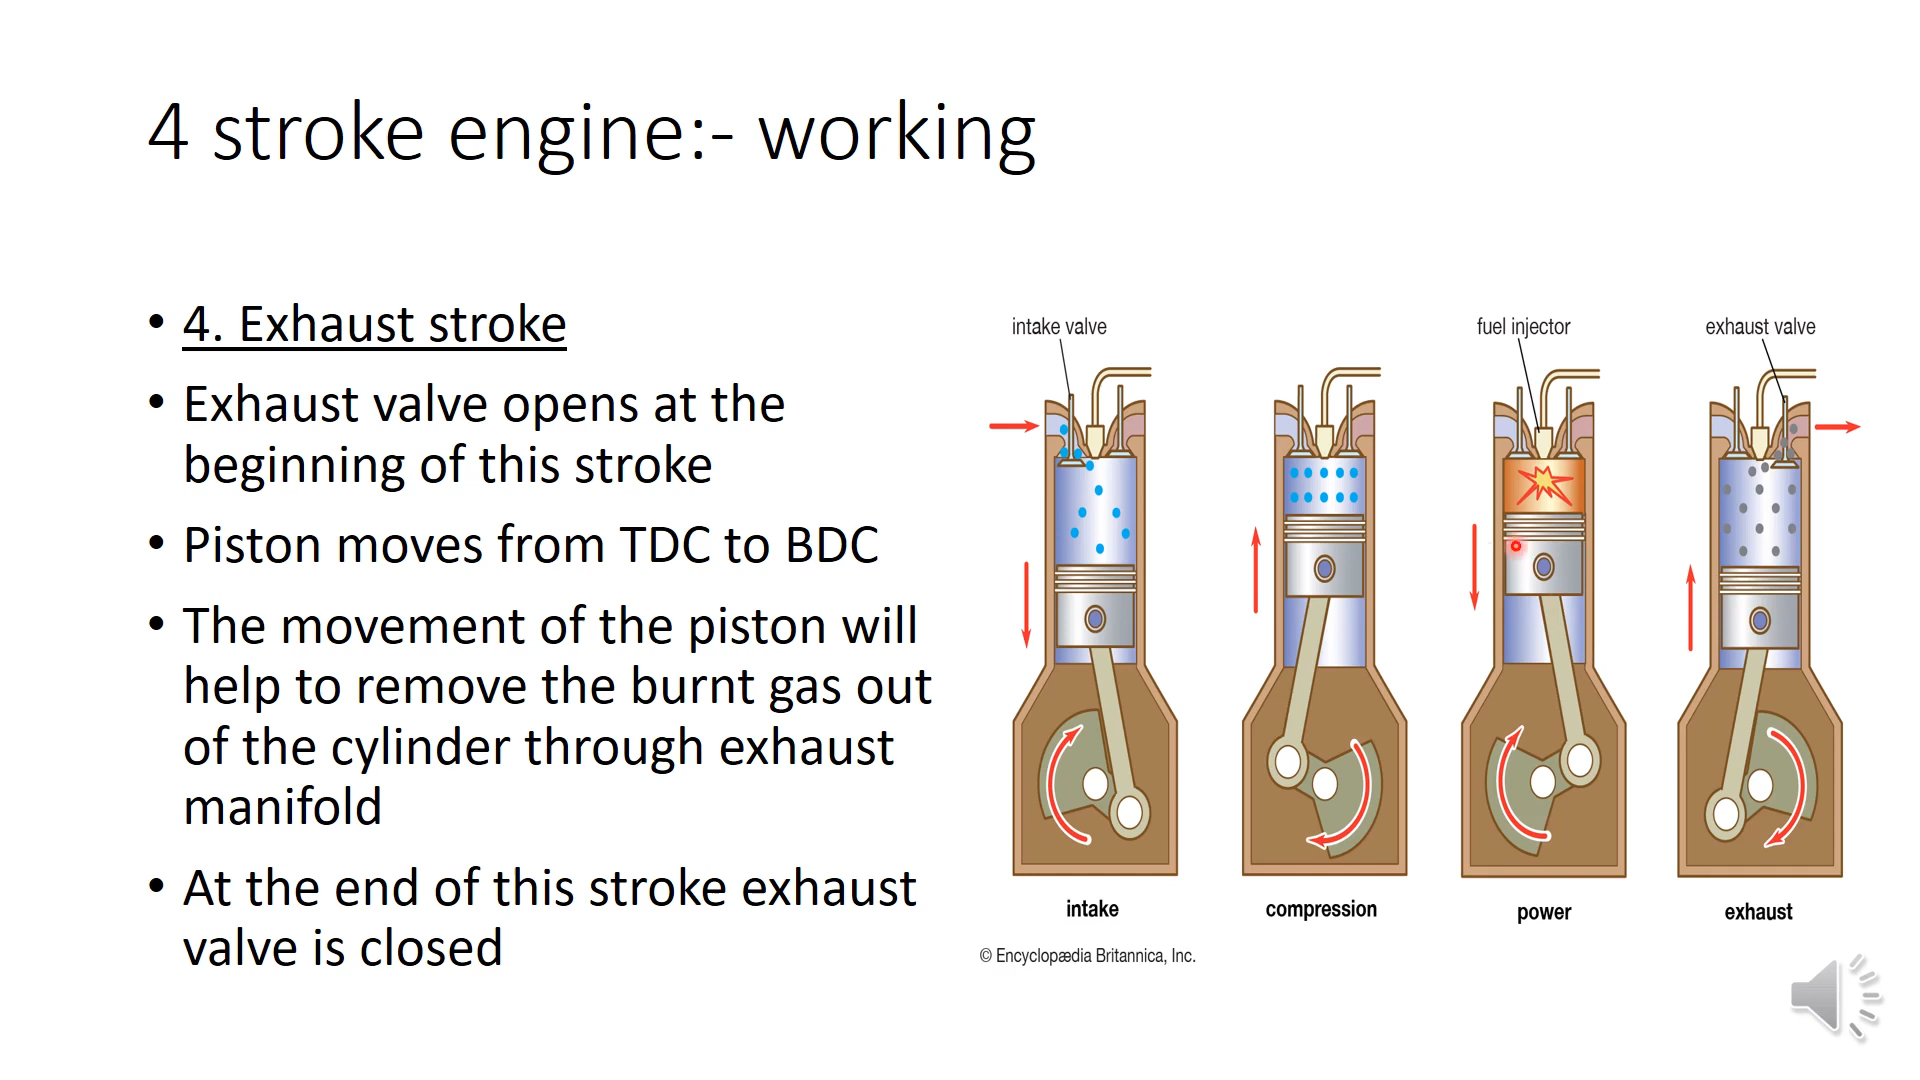 4 stroke engine:- working
• 4. Exhaust stroke
• Exhaust valve opens at the
beginning of this stroke
• Piston moves from TDC to BDC
• The movement of the piston will
help to remove the burnt gas out
of the cylinder through exhaust
manifold
• At the end of this stroke exhaust
valve is closed
intake valve
fuel injector
exhaust valve
intake
compression
power
exhaust
© Encyclopædia Britannica, Inc.